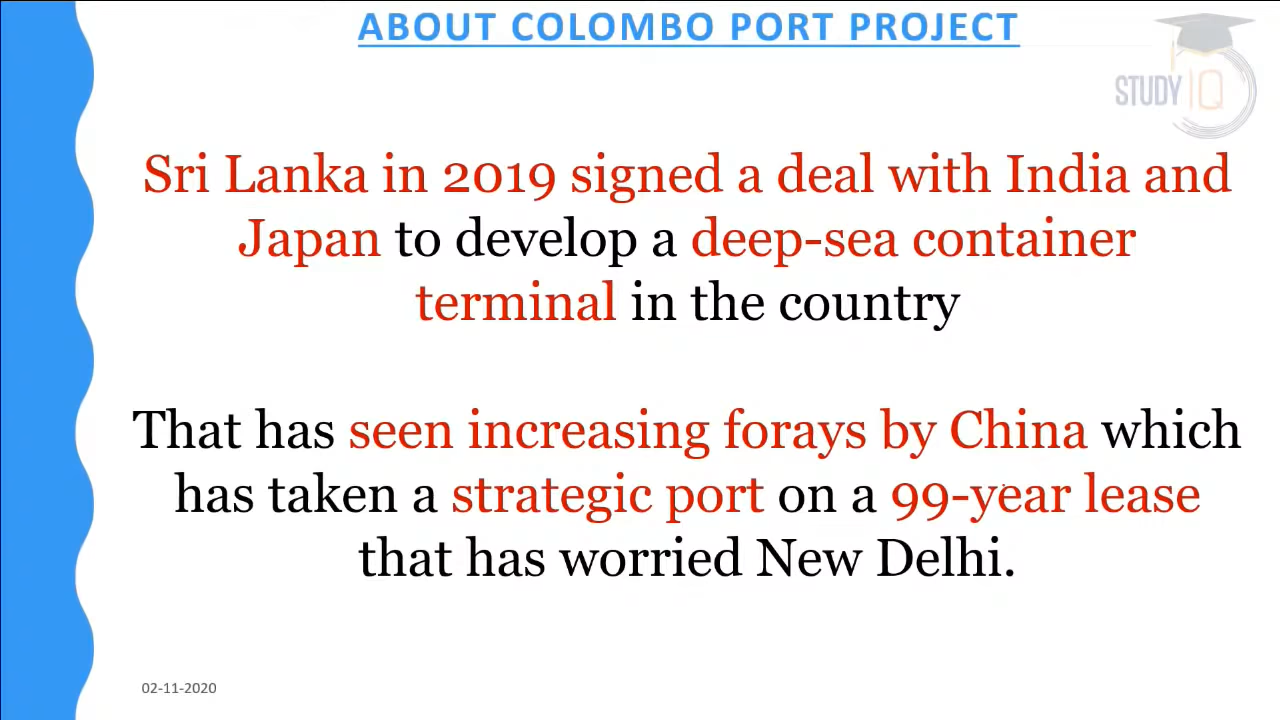 ABOUT COLOMBO PORT PROJECT
STUDY IQ
Sri Lanka in 2019 signed a deal with India and
Japan to develop a deep-sea container
terminal in the country
That has seen increasing forays by China which
has taken a strategic port on a 99-year lease
that has worried New Delhi.
02-11-2020